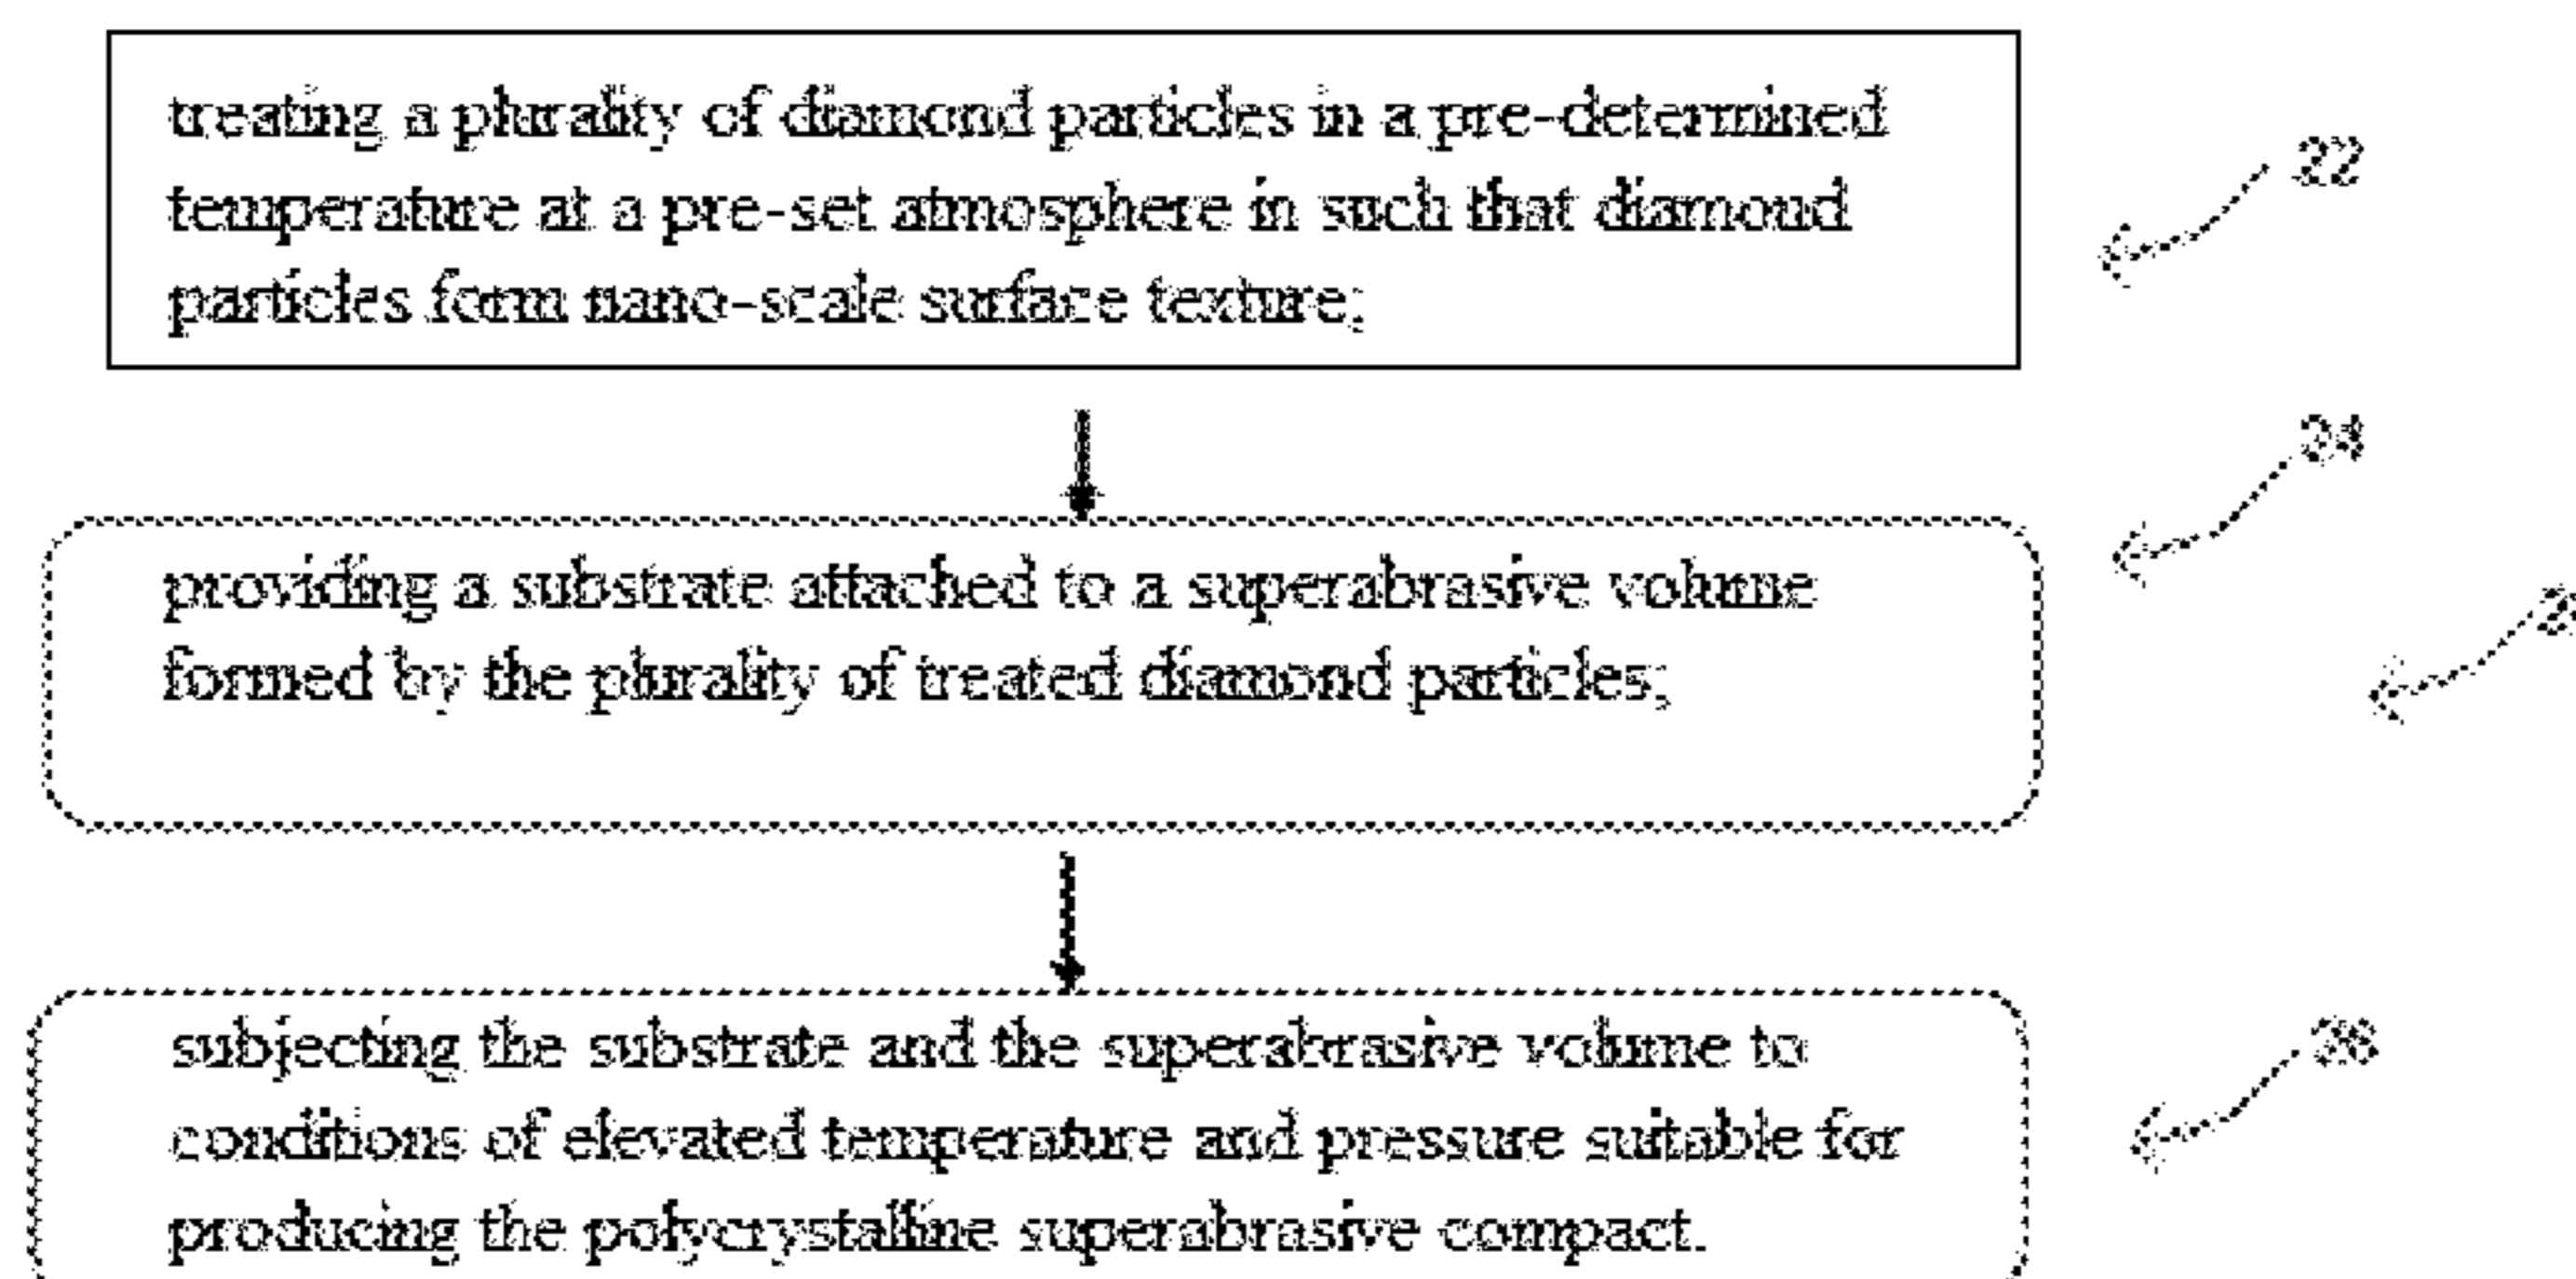 treating a plurality of diamond particles in a pre-determined
temperature at a pre-set atmosphere in such that diamond
particles form nano-scale surface texture;
22
24
providing a substrate attached to a superabrasive volume
formed by the plurality of treated diamond particles;
subjecting the substrate and the superabrasive volume to
conditions of elevated temperature and pressure suitable for
producing the polycrystalline superabrasive compact.